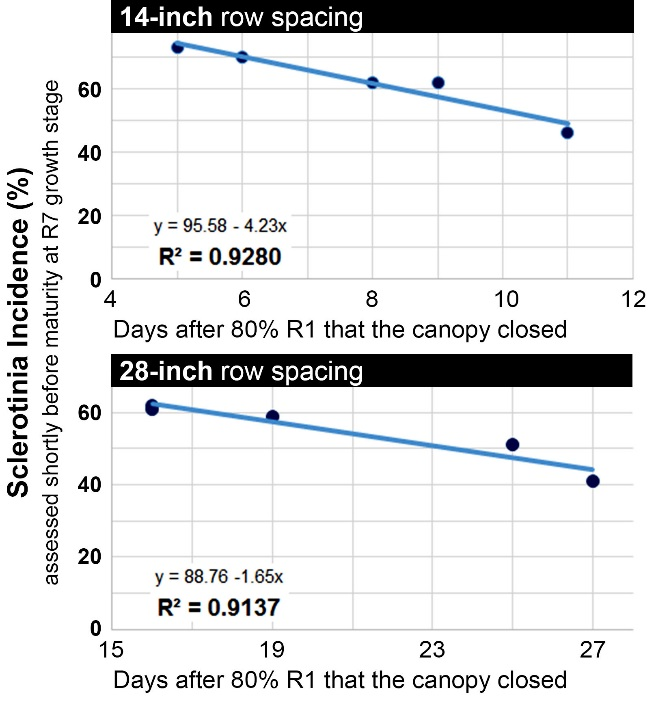 14-inch row spacing
60
40
20
0
y = 95.58 - 4.23x
R² = 0.9280
4 6 8 10 12
Days after 80% R1 that the canopy closed
28-inch row spacing
60
40
20
0
y = 88.76 -1.65x
R² = 0.9137
15 19 23 27
Days after 80% R1 that the canopy closed
Sclerotinia Incidence (%)
assessed shortly before maturity at R7 growth stage